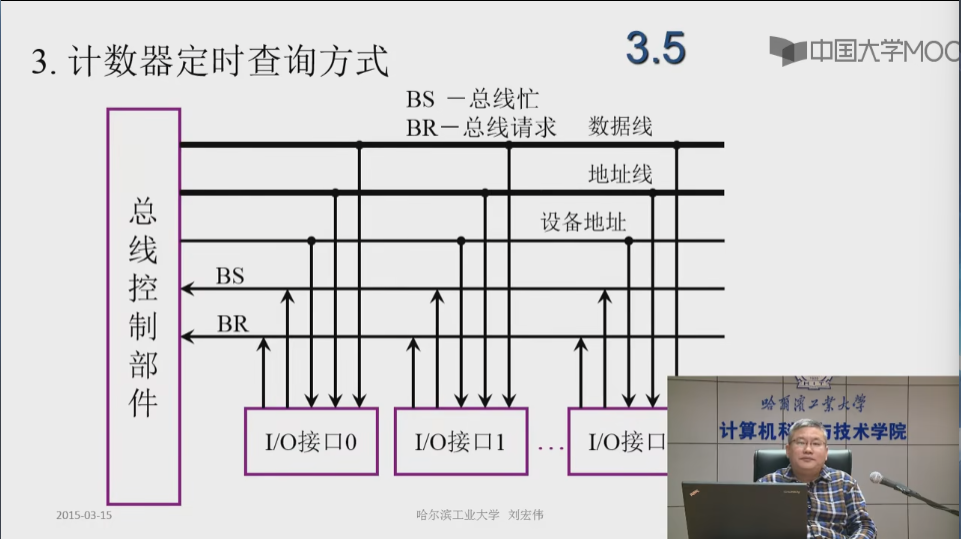 3. 计数器定时查询方式
3.5
中国大学MOO
BS －总线忙
BR－总线请求
数据线
地址线
设备地址
BS
BR
总线控制部件
I/O接口0
I/O接口1
…
I/O接口
哈尔滨工业大学
计算机科 与技术学院
2015-03-15
哈尔滨工业大学 刘宏伟